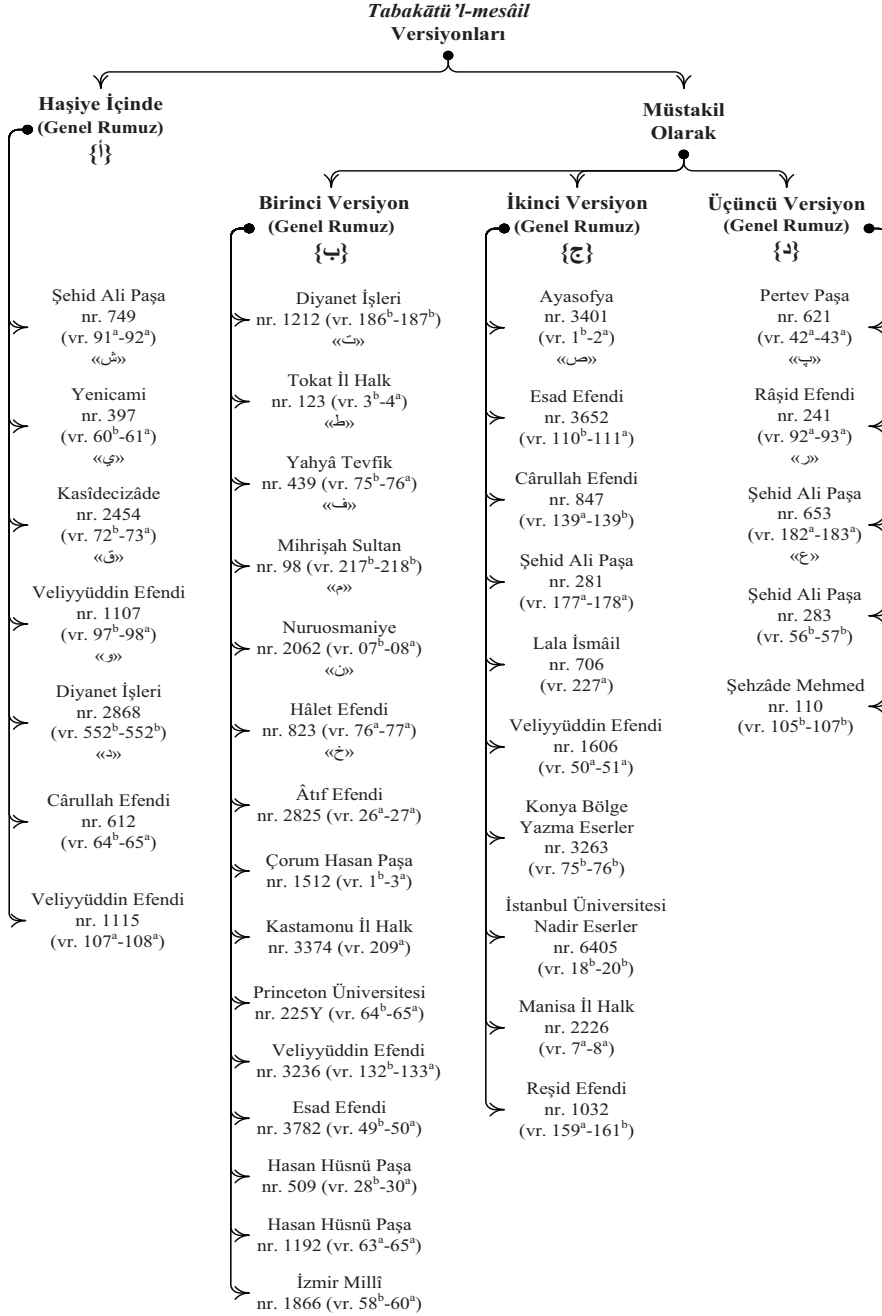 Tabakātü’l-mesâil
Versiyonları
Haşiye İçinde
(Genel Rumuz)
{أ}
Şehid Ali Paşa
nr. 749
(vr. 91a-92a)
«ش»
Yenicami
nr. 397
(vr. 60b-61a)
«ي»
Kasîdecizâde
nr. 2454
(vr. 72b-73a)
«ق»
Veliyyüddin Efendi
nr. 1107
(vr. 97b-98a)
«و»
Diyanet İşleri
nr. 2868
(vr. 552b-552b)
«د»
Cârullah Efendi
nr. 612
(vr. 64b-65a)
Veliyyüddin Efendi
nr. 1115
(vr. 107a-108a)
Müstakil
Olarak
Birinci Versiyon
(Genel Rumuz)
{ب}
Diyanet İşleri
nr. 1212 (vr. 186b-187b)
«ت»
Tokat İl Halk
nr. 123 (vr. 3b-4a)
«ط»
Yahyâ Tevfik
nr. 439 (vr. 75b-76a)
«ف»
Mihrişah Sultan
nr. 98 (vr. 217b-218b)
«م»
Nuruosmaniye
nr. 2062 (vr. 07b-08a)
«ن»
Hâlet Efendi
nr. 823 (vr. 76a-77a)
«خ»
Âtıf Efendi
nr. 2825 (vr. 26a-27a)
Çorum Hasan Paşa
nr. 1512 (vr. 1b-3a)
Kastamonu İl Halk
nr. 3374 (vr. 209a)
Princeton Üniversitesi
nr. 225Y (vr. 64b-65a)
Veliyyüddin Efendi
nr. 3236 (vr. 132b-133a)
Esad Efendi
nr. 3782 (vr. 49b-50a)
Hasan Hüsnü Paşa
nr. 509 (vr. 28b-30a)
Hasan Hüsnü Paşa
nr. 1192 (vr. 63a-65a)
İzmir Millî
nr. 1866 (vr. 58b-60a)
İkinci Versiyon
(Genel Rumuz)
{ج}
Ayasofya
nr. 3401
(vr. 1b-2a)
«ص»
Esad Efendi
nr. 3652
(vr. 110b-111a)
Cârullah Efendi
nr. 847
(vr. 139a-139b)
Şehid Ali Paşa
nr. 281
(vr. 177a-178a)
Lala İsmâil
nr. 706
(vr. 227a)
Veliyyüddin Efendi
nr. 1606
(vr. 50a-51a)
Konya Bölge
Yazma Eserler
nr. 3263
(vr. 75b-76b)
İstanbul Üniversitesi
Nadir Eserler
nr. 6405
(vr. 18b-20b)
Manisa İl Halk
nr. 2226
(vr. 7a-8a)
Reşid Efendi
nr. 1032
(vr. 159a-161b)
Üçüncü Versiyon
(Genel Rumuz)
{د}
Pertev Paşa
nr. 621
(vr. 42a-43a)
«پ»
Râşid Efendi
nr. 241
(vr. 92a-93a)
«ر»
Şehid Ali Paşa
nr. 653
(vr. 182a-183a)
«ع»
Şehid Ali Paşa
nr. 283
(vr. 56b-57b)
Şehzâde Mehmed
nr. 110
(vr. 105b-107b)